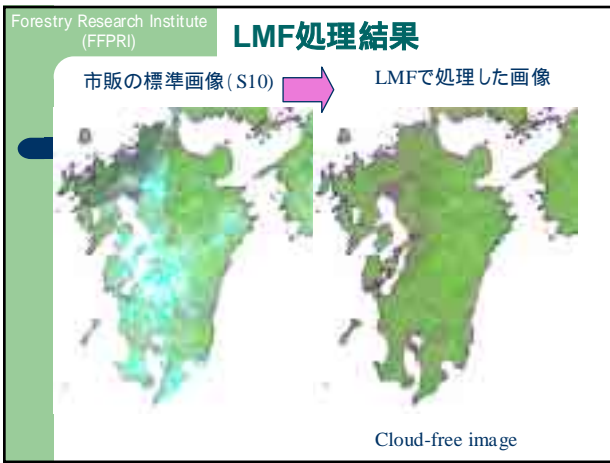 Forestry Research Institute
(FFPRI)
LMF処理結果
市販の標準画像(S10)
LMFで処理した画像
Cloud-free image